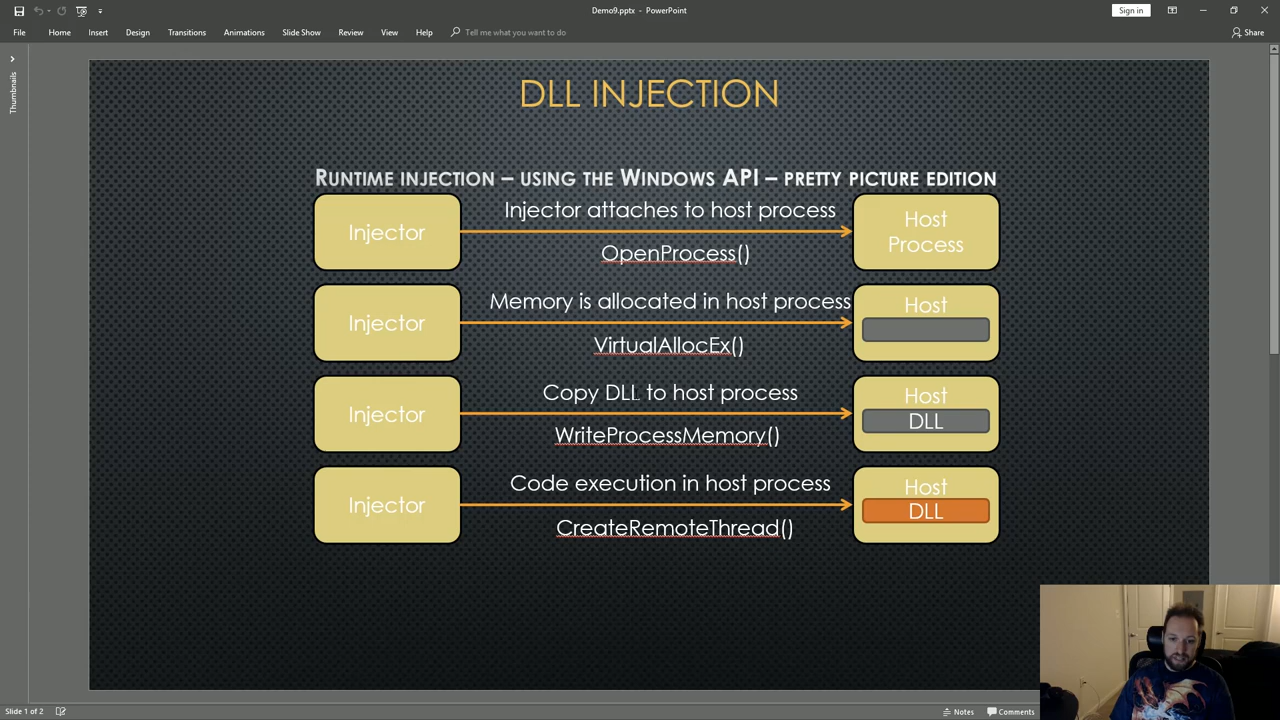 Demo9.pptx - PowerPoint
Sign in
File Home Insert Design Transitions Animations Slide Show Review View Help Tell me what you want to do Share
Thumbnails
DLL INJECTION
RUNTIME INJECTION – USING THE WINDOWS API – PRETTY PICTURE EDITION
Injector attaches to host process
Injector
Host
Process
OpenProcess()
Memory is allocated in host process
Injector
Host
VirtualAllocEx()
Copy DLL to host process
Injector
Host
DLL
WriteProcessMemory()
Code execution in host process
Injector
Host
DLL
CreateRemoteThread()
Slide 1 of 2
Notes Comments